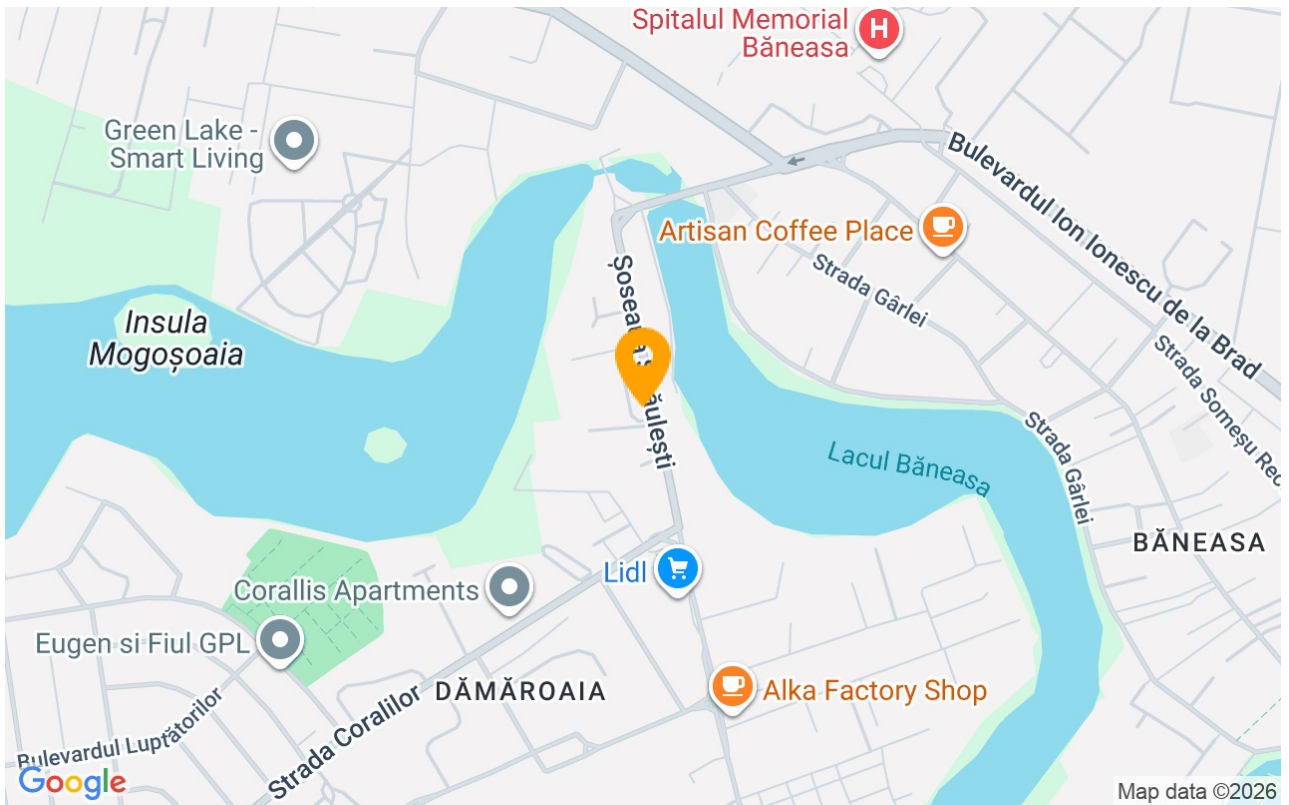 Spitalul Memorial
Băneasa
H
Green Lake -
Smart Living
Bulevardul Ion Ionescu de la Brad
Artisan Coffee Place
Strada Gârlei
Insula
Mogoșoaia
Strada Someșu Rece
Strada Gârlei
Lacul Băneasa
BĂNEASA
Lidl
Corallis Apartments
Eugen si Fiul GPL
DĂMĂROAIA
Alka Factory Shop
Strada Coralilor
Bulevardul Luptătorilor
Google
Map data ©2026